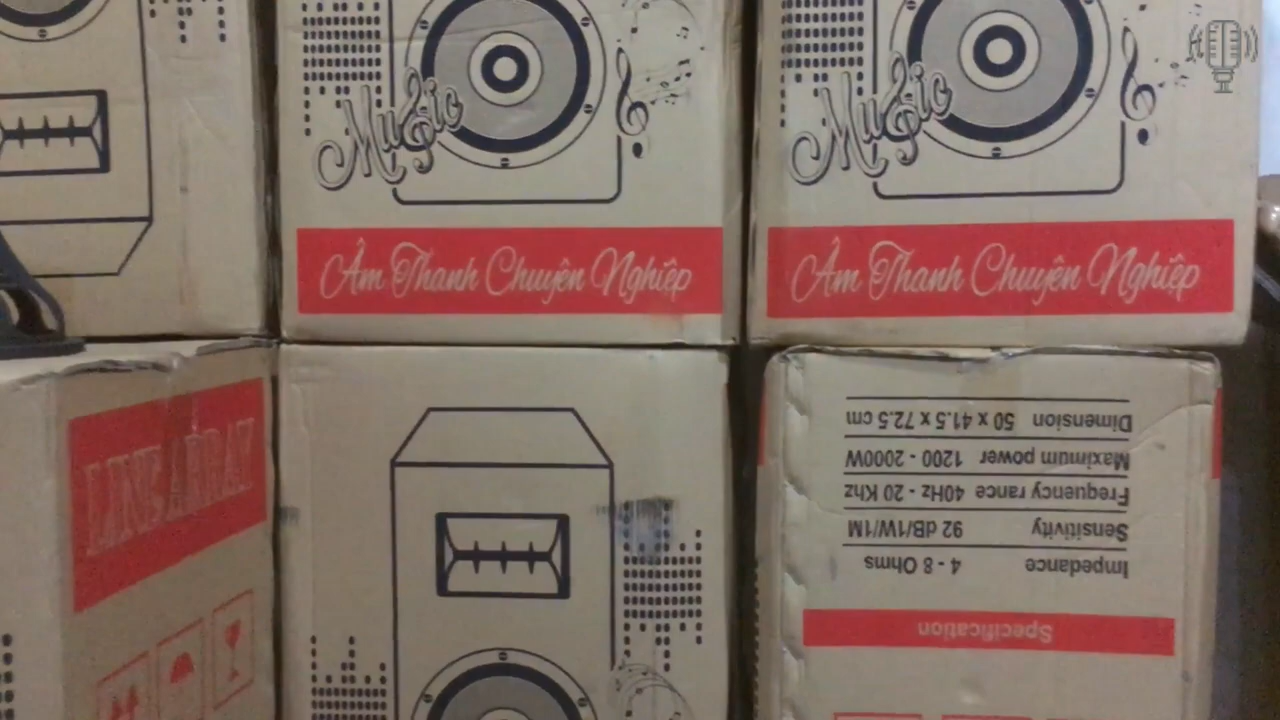 Music
Music
Âm Thanh Chuyên Nghiệp
Âm Thanh Chuyên Nghiệp
LINE ARRAY
Specification
Impedance 4 - 8 Ohms
Sensitivity 92 dB/1W/1M
Frequency rance 40Hz - 20 Khz
Maximum power 1200 - 2000W
Dimension 50 x 41.5 x 72.5 cm